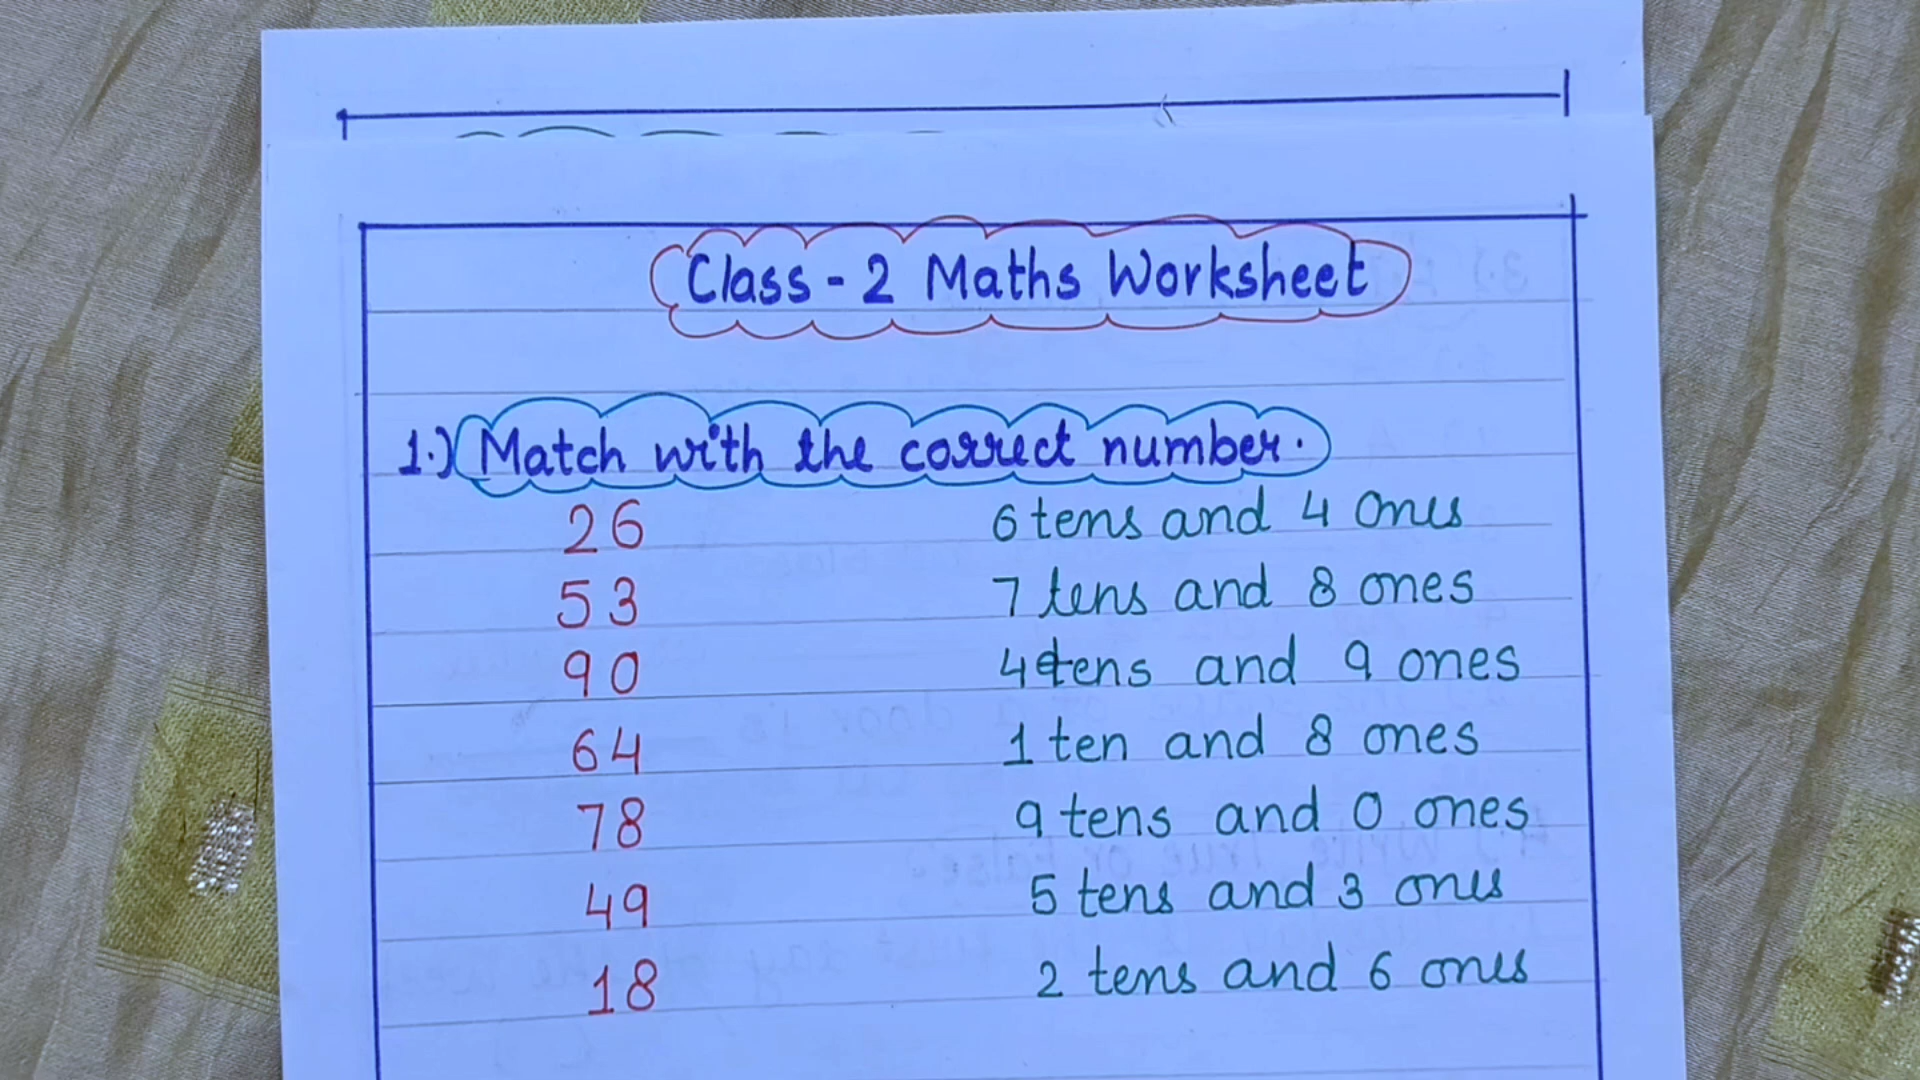 Class - 2 Maths Worksheet
1.) Match with the correct number.
26 6 tens and 4 ones
53 7 tens and 8 ones
90 4 tens and 9 ones
64 1 ten and 8 ones
78 9 tens and 0 ones
49 5 tens and 3 ones
18 2 tens and 6 ones